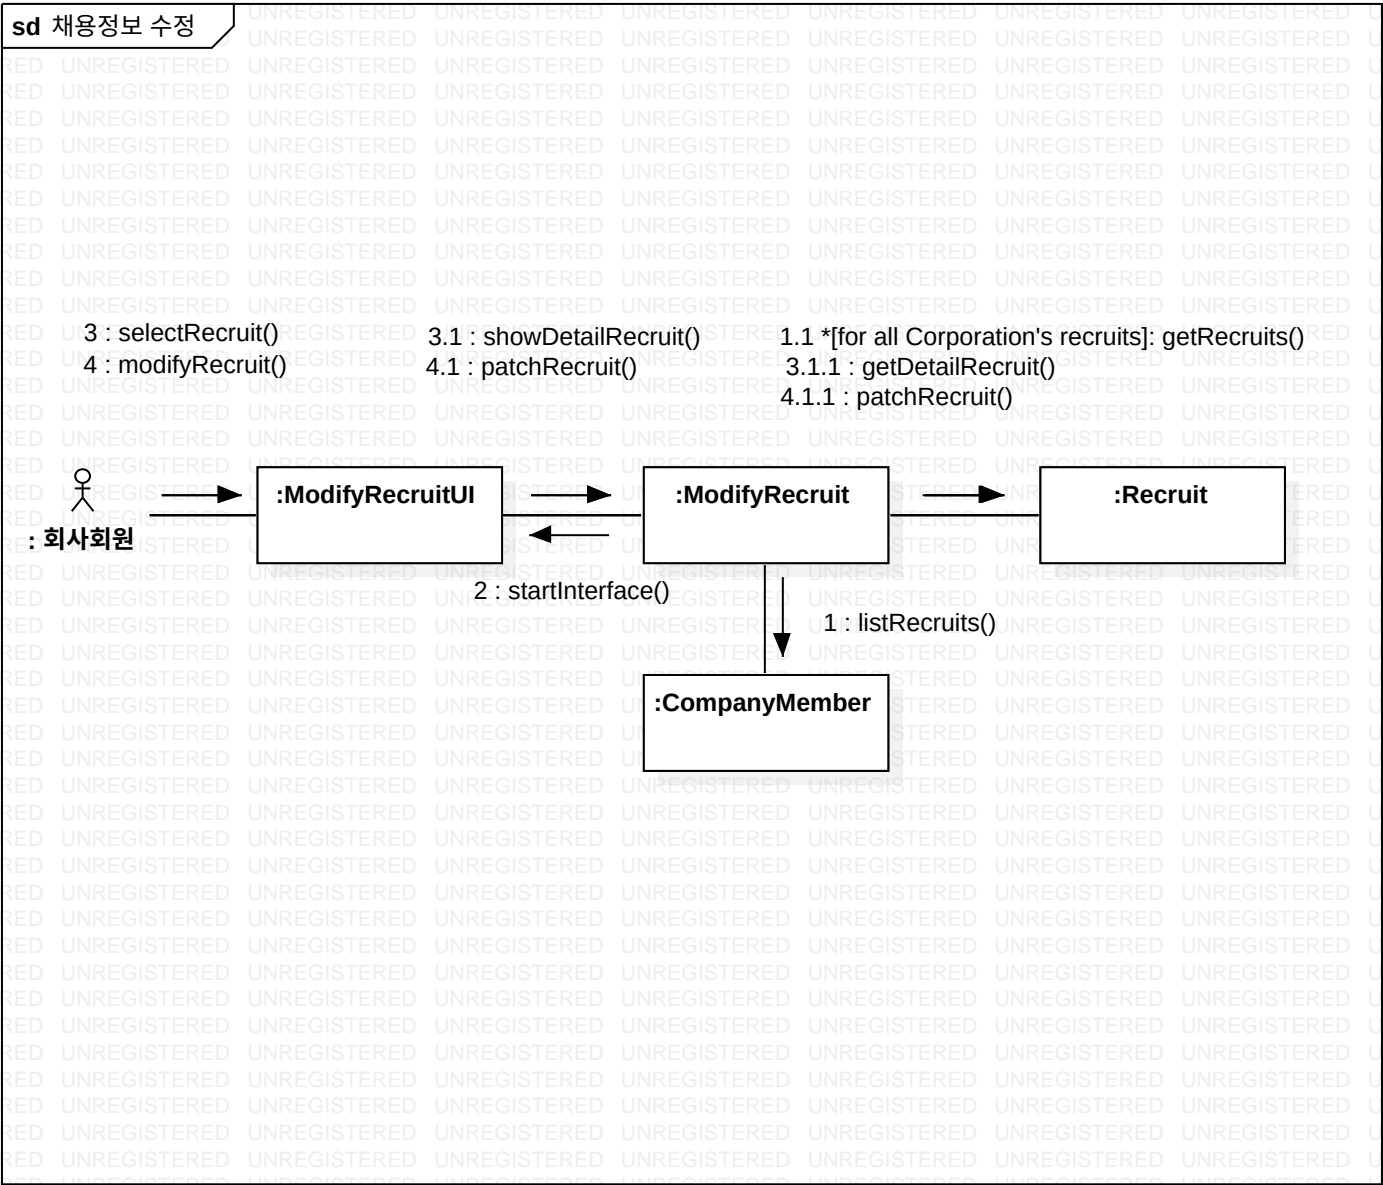 sd 채용정보 수정
3 : selectRecruit()
4 : modifyRecruit()
3.1 : showDetailRecruit()
4.1 : patchRecruit()
1.1 *[for all Corporation's recruits]: getRecruits()
3.1.1 : getDetailRecruit()
4.1.1 : patchRecruit()
: 회사회원
:ModifyRecruitUI
:ModifyRecruit
:Recruit
2 : startInterface()
1 : listRecruits()
:CompanyMember
UNREGISTERED